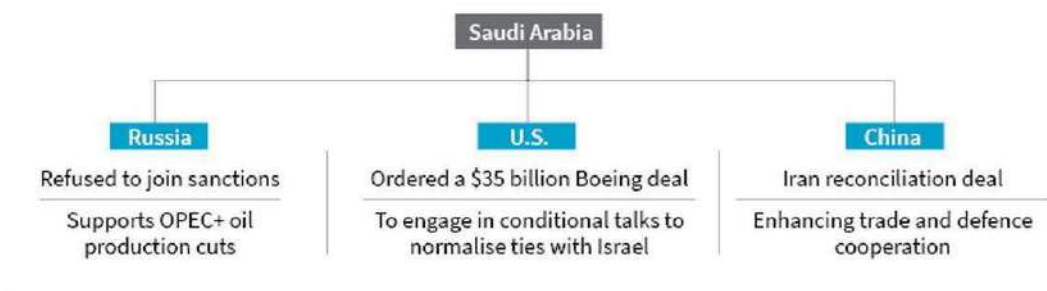 Saudi Arabia
Russia
Refused to join sanctions
Supports OPEC+ oil
production cuts
U.S.
Ordered a $35 billion Boeing deal
To engage in conditional talks to
normalise ties with Israel
China
Iran reconciliation deal
Enhancing trade and defence
cooperation